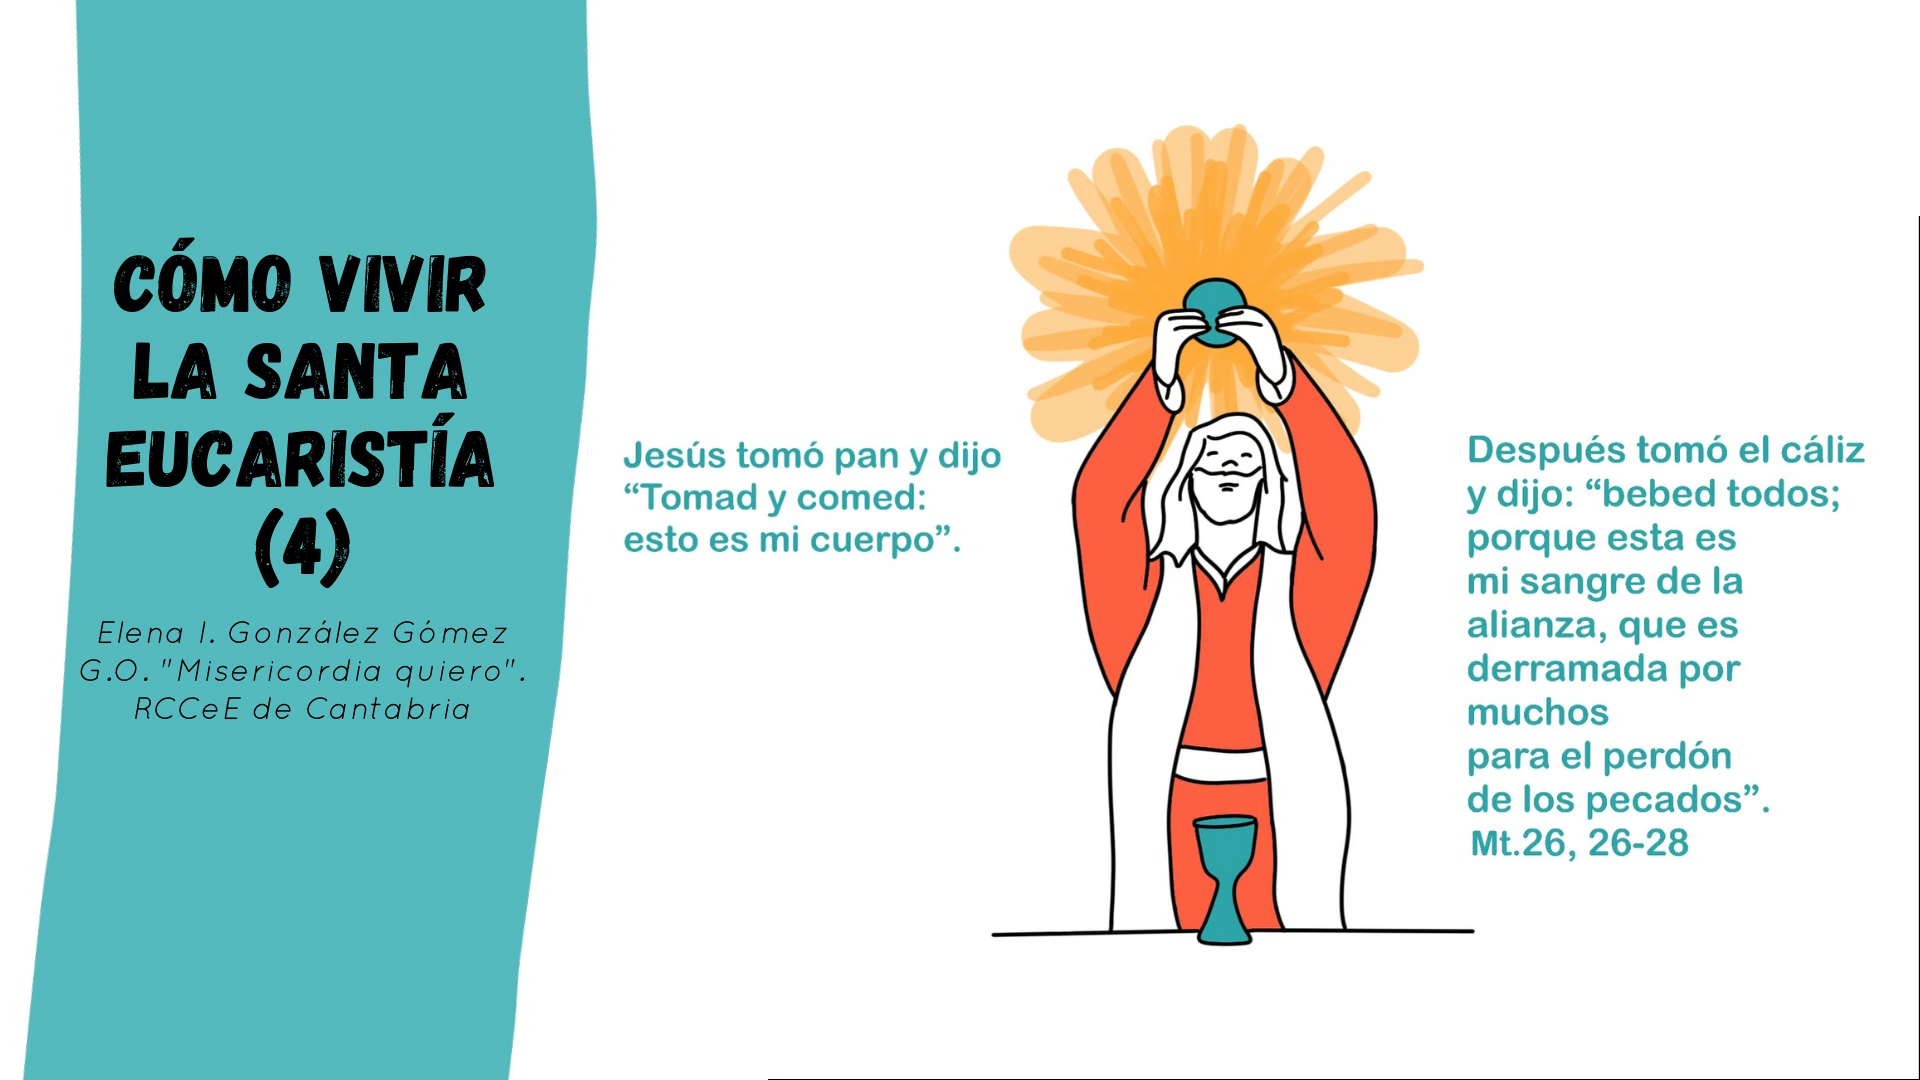 CÓMO VIVIR
LA SANTA
EUCARISTÍA
(4)
Elena I. González Gómez
G.O. "Misericordia quiero".
RCCeE de Cantabria
Jesús tomó pan y dijo
“Tomad y comed:
esto es mi cuerpo”.
Después tomó el cáliz
y dijo: “bebed todos;
porque esta es
mi sangre de la
alianza, que es
derramada por
muchos
para el perdón
de los pecados”.
Mt.26, 26-28